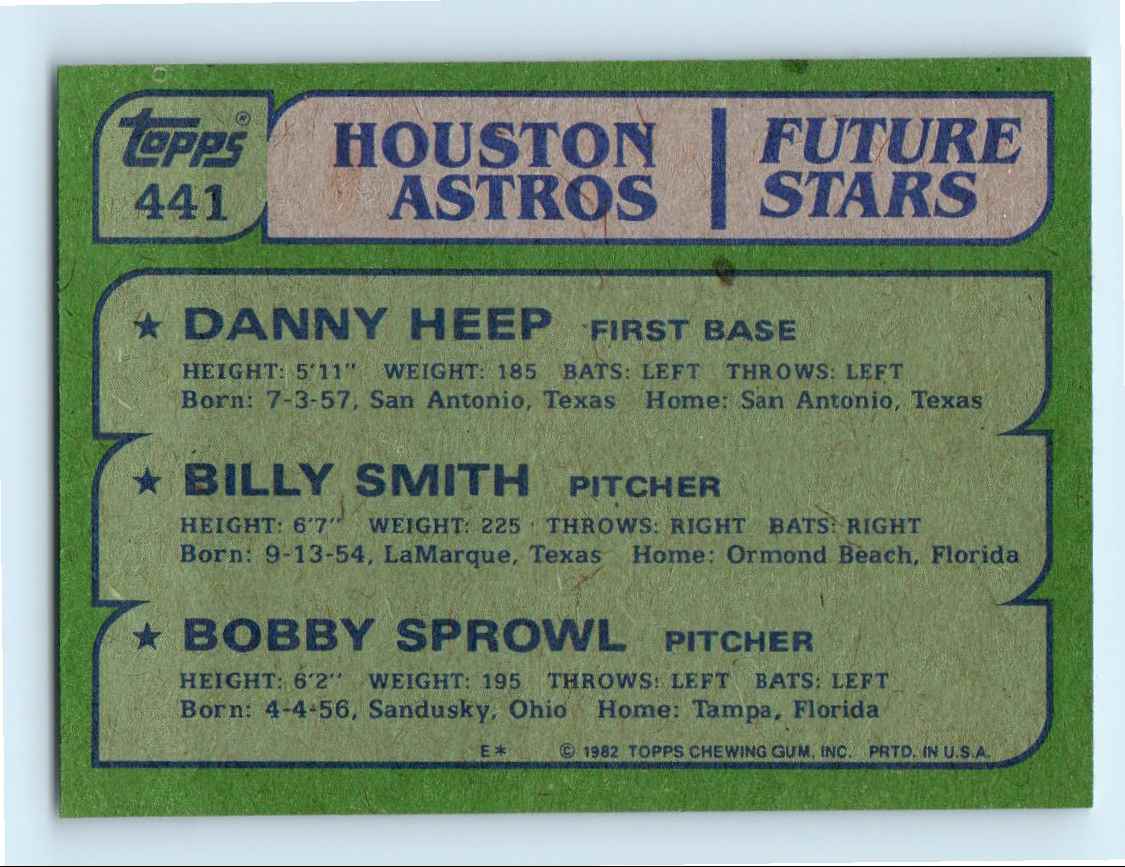 topps®
441
HOUSTON
ASTROS
FUTURE
STARS
★ DANNY HEEP FIRST BASE
HEIGHT: 5'11" WEIGHT: 185 BATS: LEFT THROWS: LEFT
Born: 7-3-57, San Antonio, Texas Home: San Antonio, Texas
★ BILLY SMITH PITCHER
HEIGHT: 6'7" WEIGHT: 225 THROWS: RIGHT BATS: RIGHT
Born: 9-13-54, LaMarque, Texas Home: Ormond Beach, Florida
★ BOBBY SPROWL PITCHER
HEIGHT: 6'2" WEIGHT: 195 THROWS: LEFT BATS: LEFT
Born: 4-4-56, Sandusky, Ohio Home: Tampa, Florida
E* © 1982 TOPPS CHEWING GUM, INC. PRTD. IN U.S.A.